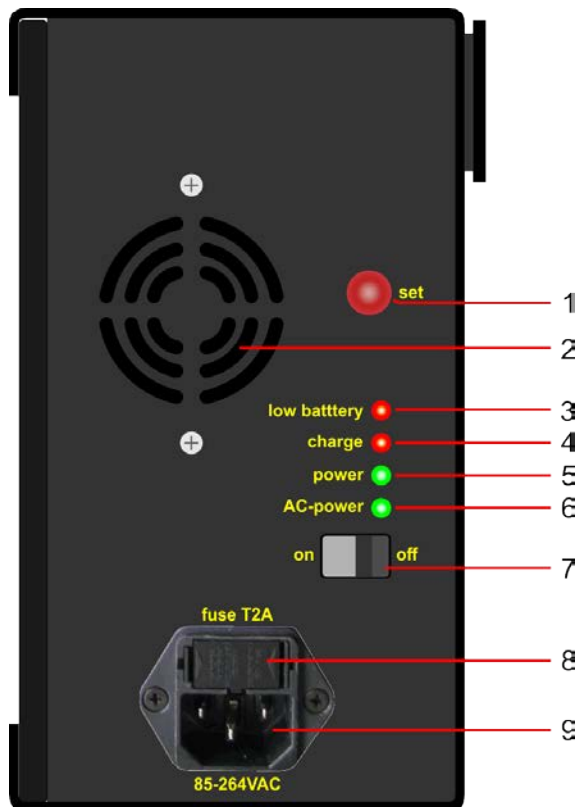 set
1
2
low batttery
3
charge
4
power
5
AC-power
6
on
off
7
fuse T2A
8
9
85-264VAC